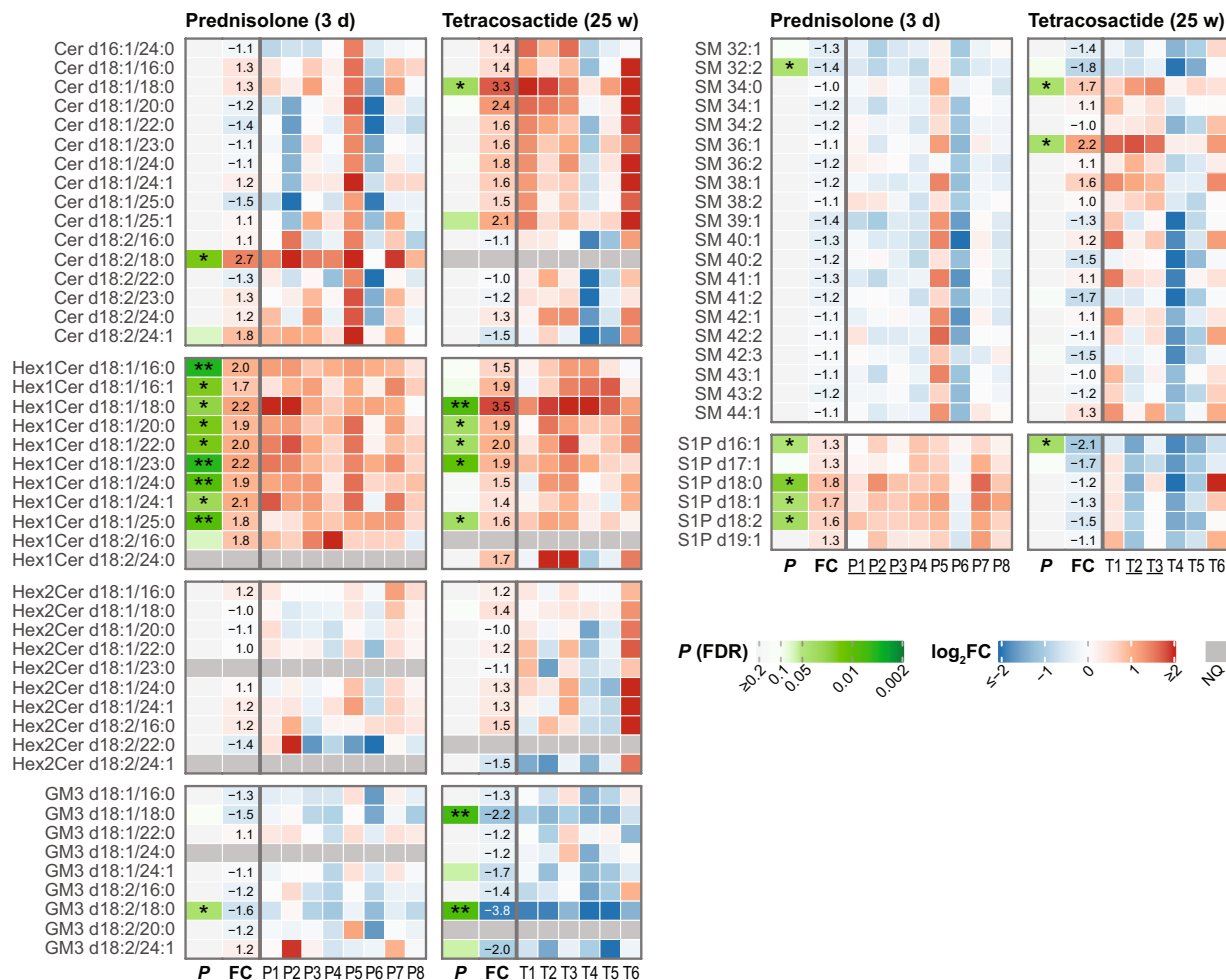 Prednisolone (3 d) Tetracosactide (25 w)
Cer d16:1/24:0 −1.1 1.4
Cer d18:1/16:0 1.3 1.4
Cer d18:1/18:0 1.3 * 3.3
Cer d18:1/20:0 −1.2 2.4
Cer d18:1/22:0 −1.4 1.6
Cer d18:1/23:0 −1.1 1.6
Cer d18:1/24:0 −1.1 1.8
Cer d18:1/24:1 1.2 1.6
Cer d18:1/25:0 −1.5 1.5
Cer d18:1/25:1 1.1 2.1
Cer d18:2/16:0 1.1 −1.1
Cer d18:2/18:0 * 2.7
Cer d18:2/22:0 −1.3 −1.0
Cer d18:2/23:0 1.3 −1.2
Cer d18:2/24:0 1.2 1.3
Cer d18:2/24:1 1.8 −1.5
Hex1Cer d18:1/16:0 ** 2.0 1.5
Hex1Cer d18:1/16:1 * 1.7 1.9
Hex1Cer d18:1/18:0 * 2.2 ** 3.5
Hex1Cer d18:1/20:0 * 1.9 * 1.9
Hex1Cer d18:1/22:0 * 2.0 * 2.0
Hex1Cer d18:1/23:0 ** 2.2 * 1.9
Hex1Cer d18:1/24:0 ** 1.9 1.5
Hex1Cer d18:1/24:1 * 2.1 1.4
Hex1Cer d18:1/25:0 ** 1.8 * 1.6
Hex1Cer d18:2/16:0 1.8
Hex1Cer d18:2/24:0 1.7
Hex2Cer d18:1/16:0 1.2 1.2
Hex2Cer d18:1/18:0 −1.0 1.4
Hex2Cer d18:1/20:0 −1.1 −1.0
Hex2Cer d18:1/22:0 1.0 1.2
Hex2Cer d18:1/23:0 −1.1
Hex2Cer d18:1/24:0 1.1 1.3
Hex2Cer d18:1/24:1 1.2 1.3
Hex2Cer d18:2/16:0 1.2 1.5
Hex2Cer d18:2/22:0 −1.4
Hex2Cer d18:2/24:1 −1.5
GM3 d18:1/16:0 −1.3 −1.3
GM3 d18:1/18:0 −1.5 ** −2.2
GM3 d18:1/22:0 1.1 −1.2
GM3 d18:1/24:0 −1.2
GM3 d18:1/24:1 −1.1 −1.7
GM3 d18:2/16:0 −1.2 −1.4
GM3 d18:2/18:0 * −1.6 ** −3.8
GM3 d18:2/20:0 −1.2
GM3 d18:2/24:1 1.2 −2.0
P FC P1 P2 P3 P4 P5 P6 P7 P8 P FC T1 T2 T3 T4 T5 T6
Prednisolone (3 d) Tetracosactide (25 w)
SM 32:1 −1.3 −1.4
SM 32:2 * −1.4 −1.8
SM 34:0 −1.0 * 1.7
SM 34:1 −1.2 1.1
SM 34:2 −1.2 −1.0
SM 36:1 −1.1 * 2.2
SM 36:2 −1.2 1.1
SM 38:1 −1.2 1.6
SM 38:2 −1.1 1.0
SM 39:1 −1.4 −1.3
SM 40:1 −1.3 1.2
SM 40:2 −1.2 −1.5
SM 41:1 −1.3 1.1
SM 41:2 −1.2 −1.7
SM 42:1 −1.2 1.1
SM 42:2 −1.1 −1.1
SM 42:3 −1.1 −1.5
SM 43:1 −1.1 −1.0
SM 43:2 −1.2 −1.2
SM 44:1 −1.1 1.3
S1P d16:1 * 1.3 * −2.1
S1P d17:1 1.3 −1.7
S1P d18:0 * 1.8 −1.2
S1P d18:1 * 1.7 −1.3
S1P d18:2 * 1.6 −1.5
S1P d19:1 1.3 −1.1
P FC P1 P2 P3 P4 P5 P6 P7 P8 P FC T1 T2 T3 T4 T5 T6
P (FDR) ≥0.2 0.1 0.05 0.01 0.002
log2FC ≤-2 −1 0 1 ≥2 NQ